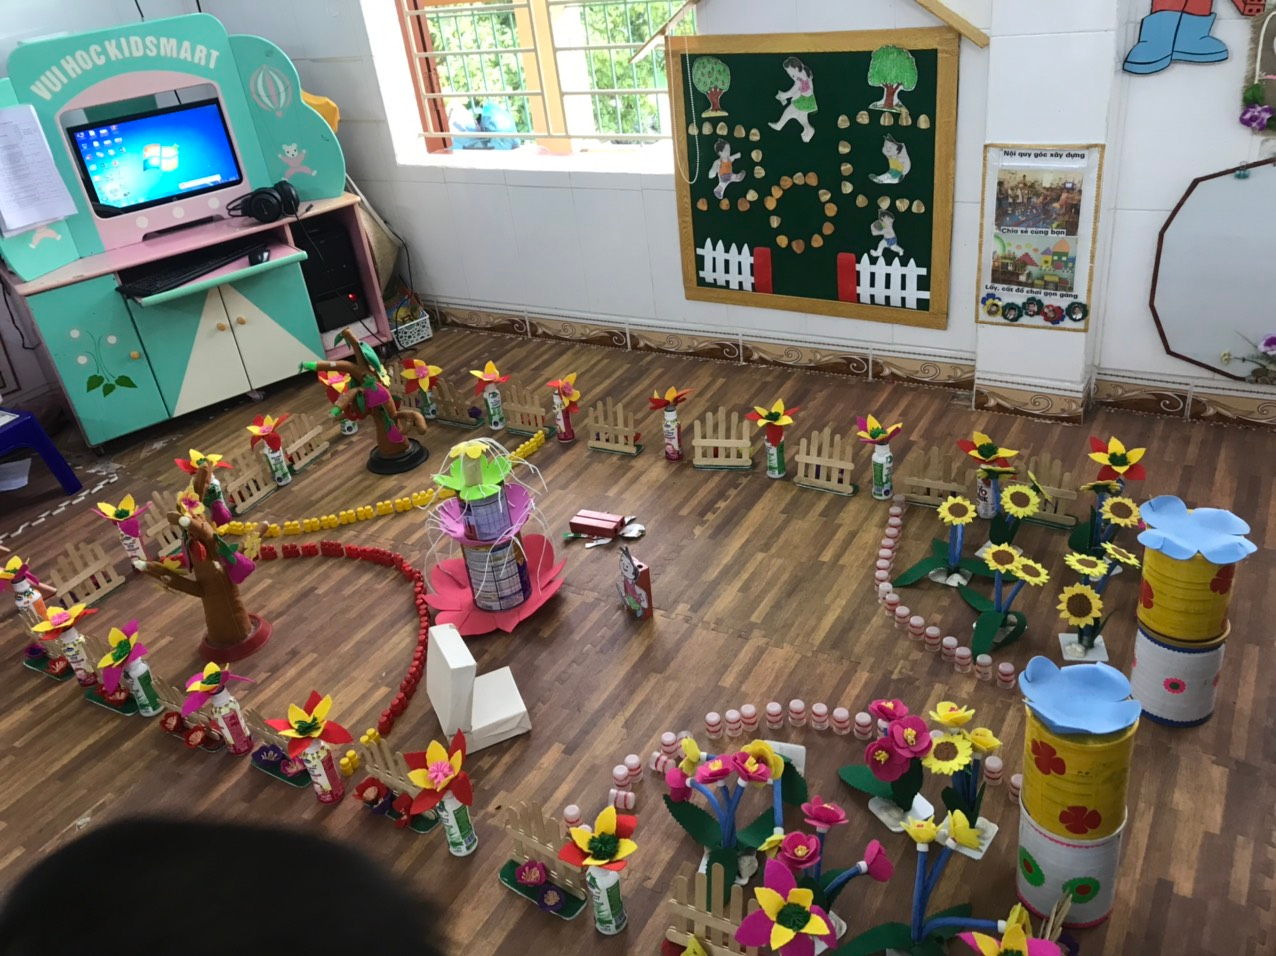 VUI HỌC KIDSMART
Nội quy góc xây dựng
Chia sẻ cùng bạn
Lấy, cất đồ chơi gọn gàng